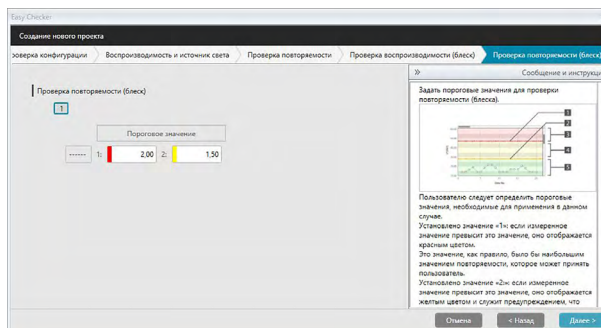 Easy Checker
Создание нового проекта
роверка конфигурации
Воспроизводимость и источник света
Проверка повторяемости
Проверка воспроизводимости (блеск)
Проверка повторяемости (блеск)
» Сообщение и инструкци
Проверка повторяемости (блеск)
1
Пороговое значение
------ 1: 2,00 2: 1,50
Задать пороговые значения для проверки
повторяемости (блеска).
1
2
3
4
5
Пользователю следует определить пороговые
значения, необходимые для применения в данном
случае.
Установлено значение «1»: если измеренное
значение превысит это значение, оно отображается
красным цветом.
Это значение, как правило, было бы наибольшим
значением повторяемости, которое может принять
пользователь.
Установлено значение «2»: если измеренное
значение превысит это значение, оно отображается
желтым цветом и служит предупреждением, что
Отмена
< Назад
Далее >